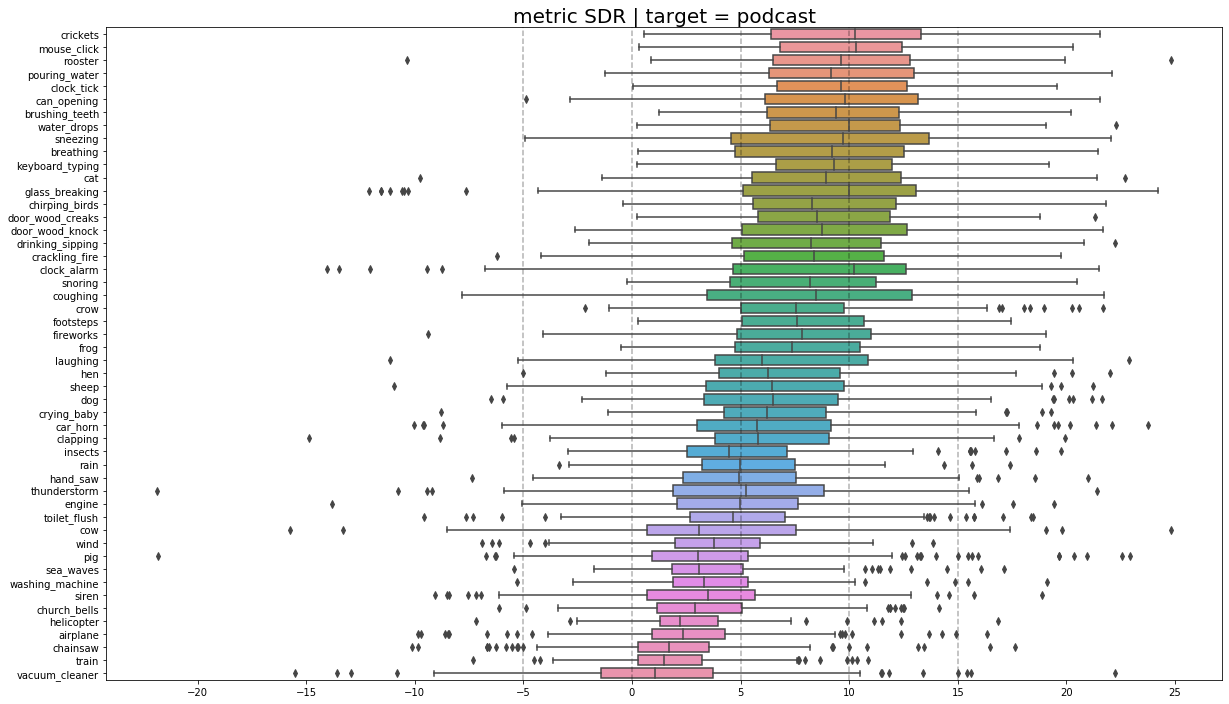 metric SDR | target = podcast
crickets
mouse_click
rooster
pouring_water
clock_tick
can_opening
brushing_teeth
water_drops
sneezing
breathing
keyboard_typing
cat
glass_breaking
chirping_birds
door_wood_creaks
door_wood_knock
drinking_sipping
crackling_fire
clock_alarm
snoring
coughing
crow
footsteps
fireworks
frog
laughing
hen
sheep
dog
crying_baby
car_horn
clapping
insects
rain
hand_saw
thunderstorm
engine
toilet_flush
cow
wind
pig
sea_waves
washing_machine
siren
church_bells
helicopter
airplane
chainsaw
train
vacuum_cleaner
−20 −15 −10 −5 0 5 10 15 20 25